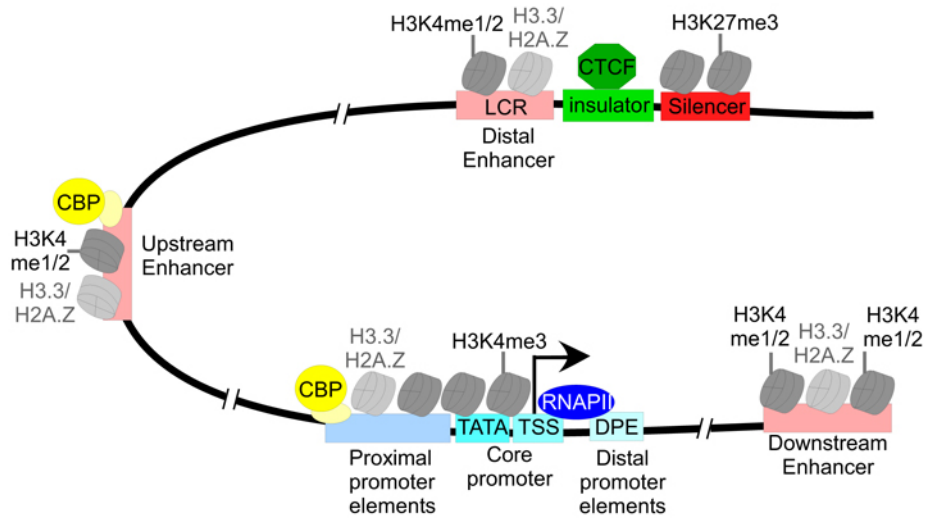 H3K4me1/2
H3.3/
H2A.Z
H3K27me3
CTCF
LCR
insulator
Silencer
Distal
Enhancer
CBP
H3K4
me1/2
H3.3/
H2A.Z
Upstream
Enhancer
CBP
H3.3/
H2A.Z
H3K4me3
RNAPII
TATA
TSS
DPE
Proximal
promoter
elements
Core
promoter
Distal
promoter
elements
H3K4
me1/2
H3.3/
H2A.Z
H3K4
me1/2
Downstream
Enhancer